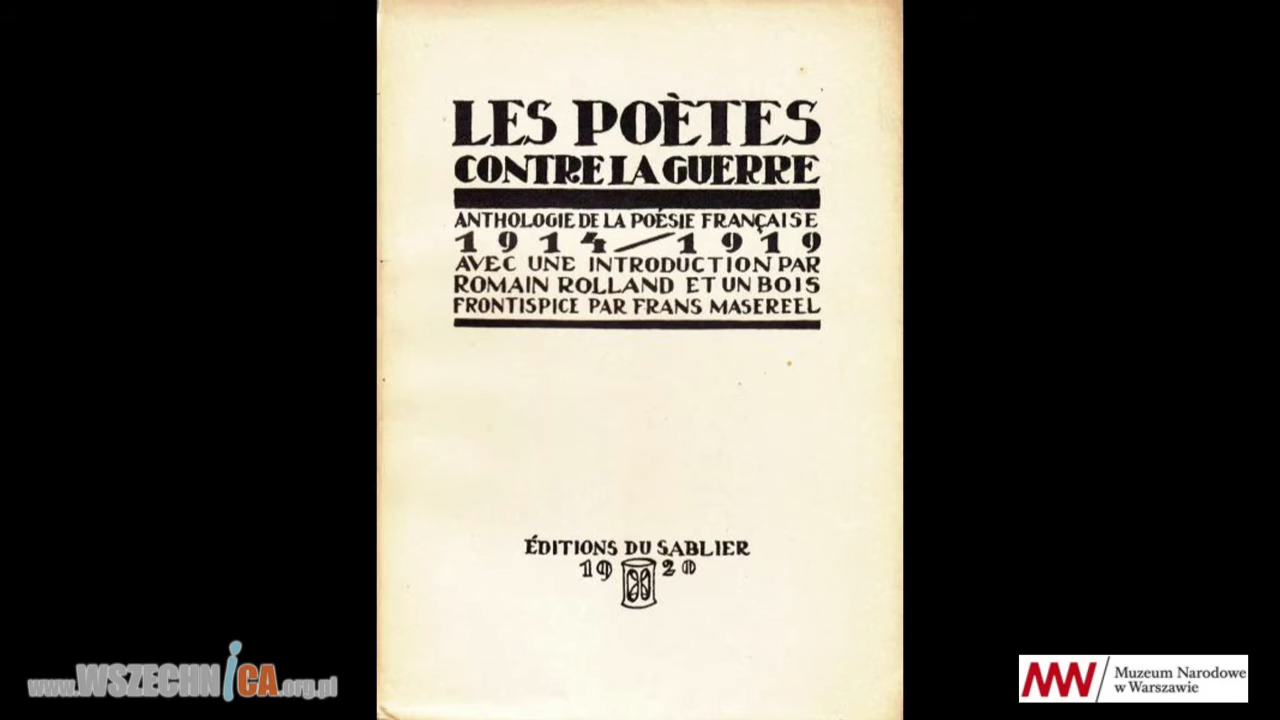 LES POÈTES
CONTRE LA GUERRE
ANTHOLOGIE DE LA POÉSIE FRANÇAISE
1914/1919
AVEC UNE INTRODUCTION PAR
ROMAIN ROLLAND ET UN BOIS
FRONTISPICE PAR FRANS MASEREEL
ÉDITIONS DU SABLIER
1920
www.WSZECHNICA.org.pl
MW/ Muzeum Narodowe
w Warszawie